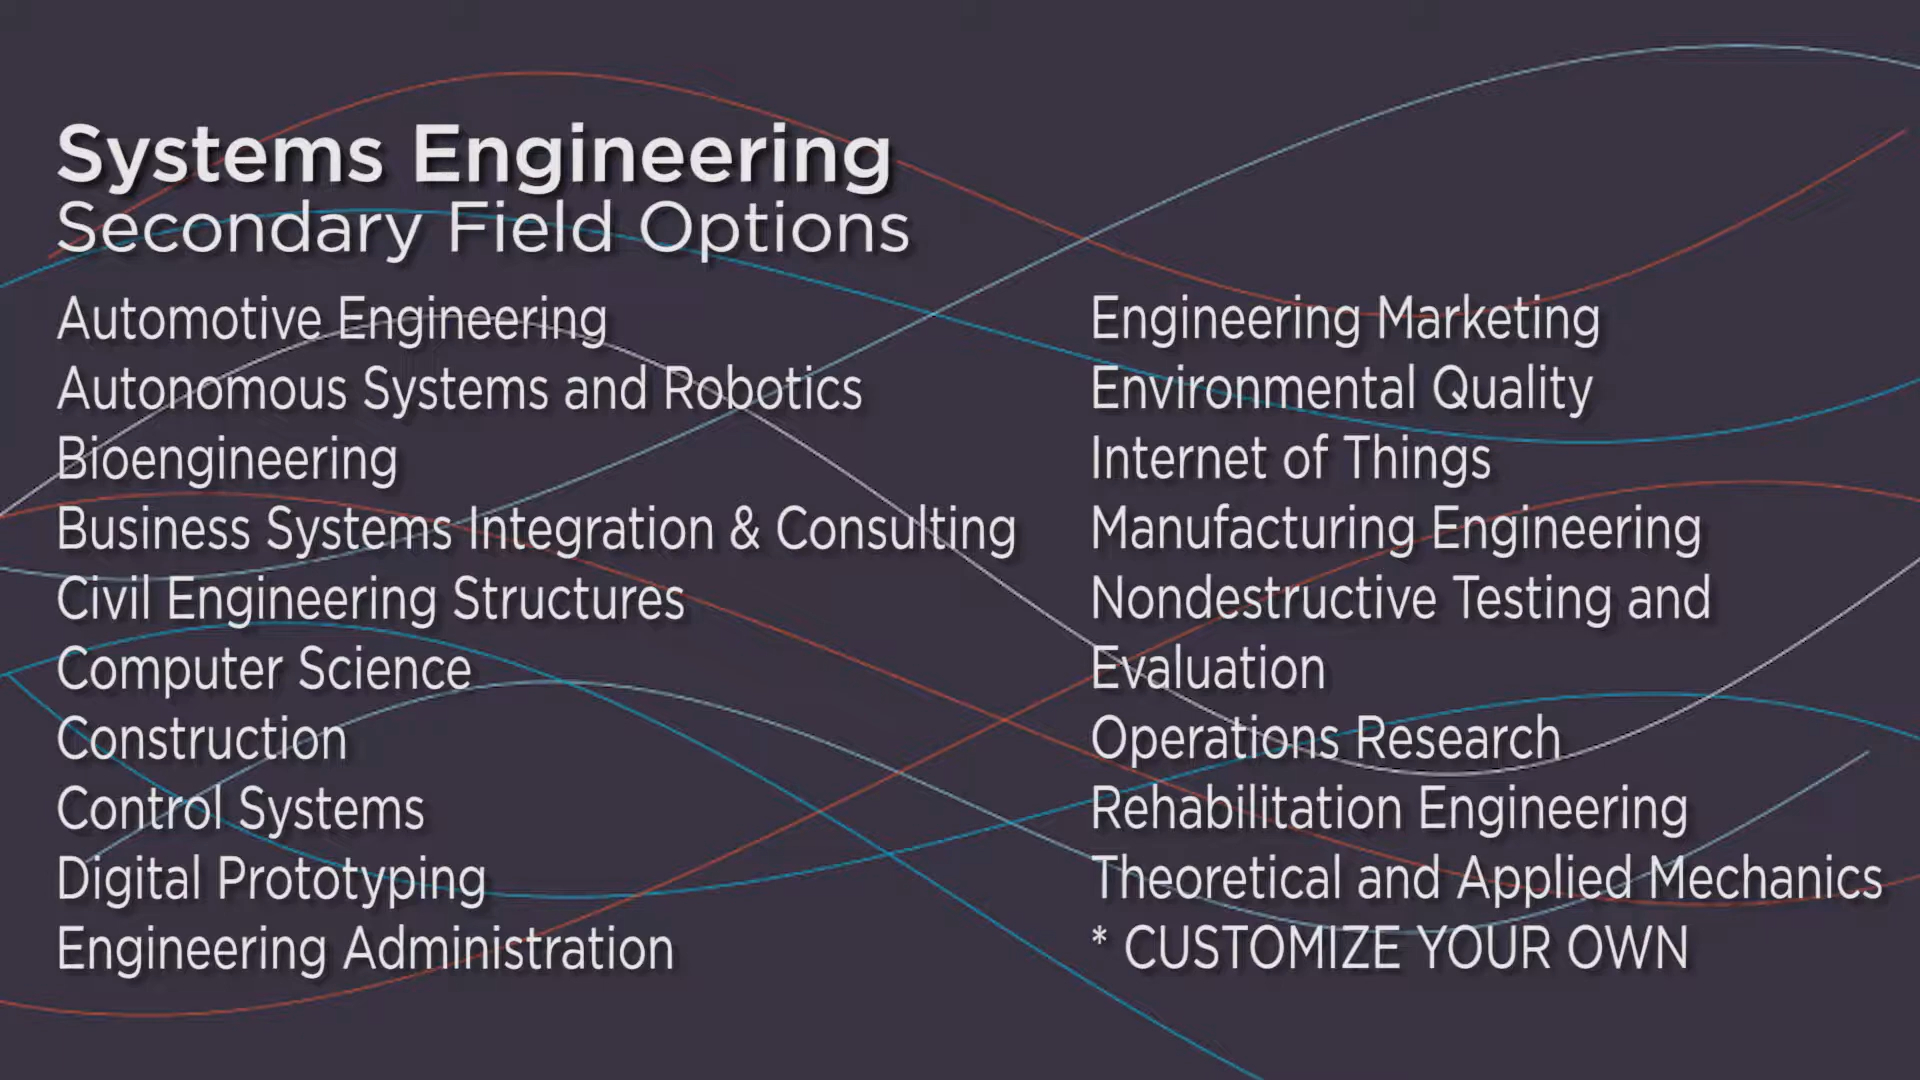 Systems Engineering
Secondary Field Options
Automotive Engineering
Autonomous Systems and Robotics
Bioengineering
Business Systems Integration & Consulting
Civil Engineering Structures
Computer Science
Construction
Control Systems
Digital Prototyping
Engineering Administration
Engineering Marketing
Environmental Quality
Internet of Things
Manufacturing Engineering
Nondestructive Testing and
Evaluation
Operations Research
Rehabilitation Engineering
Theoretical and Applied Mechanics
* CUSTOMIZE YOUR OWN